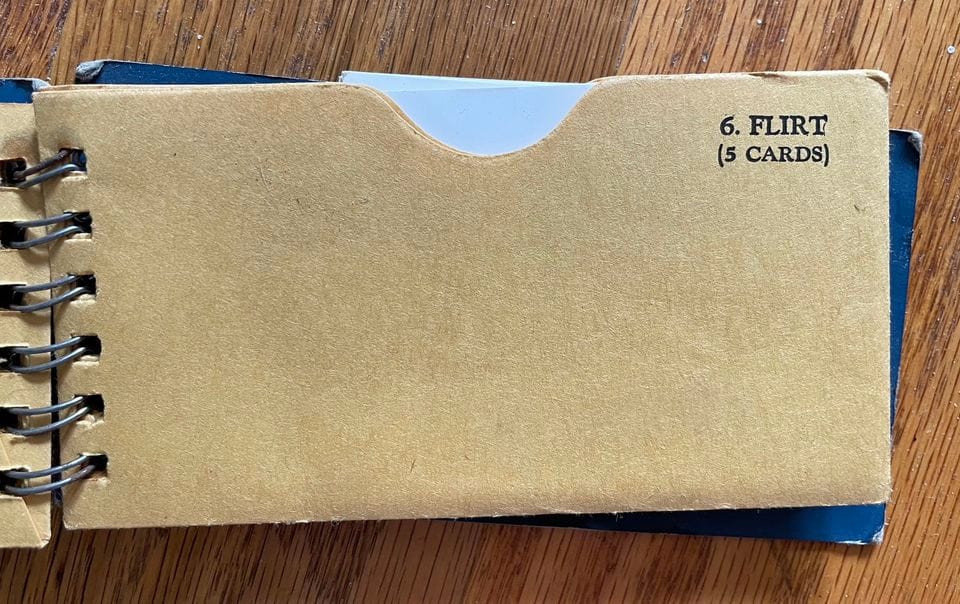 6. FLIRT
(5 CARDS)